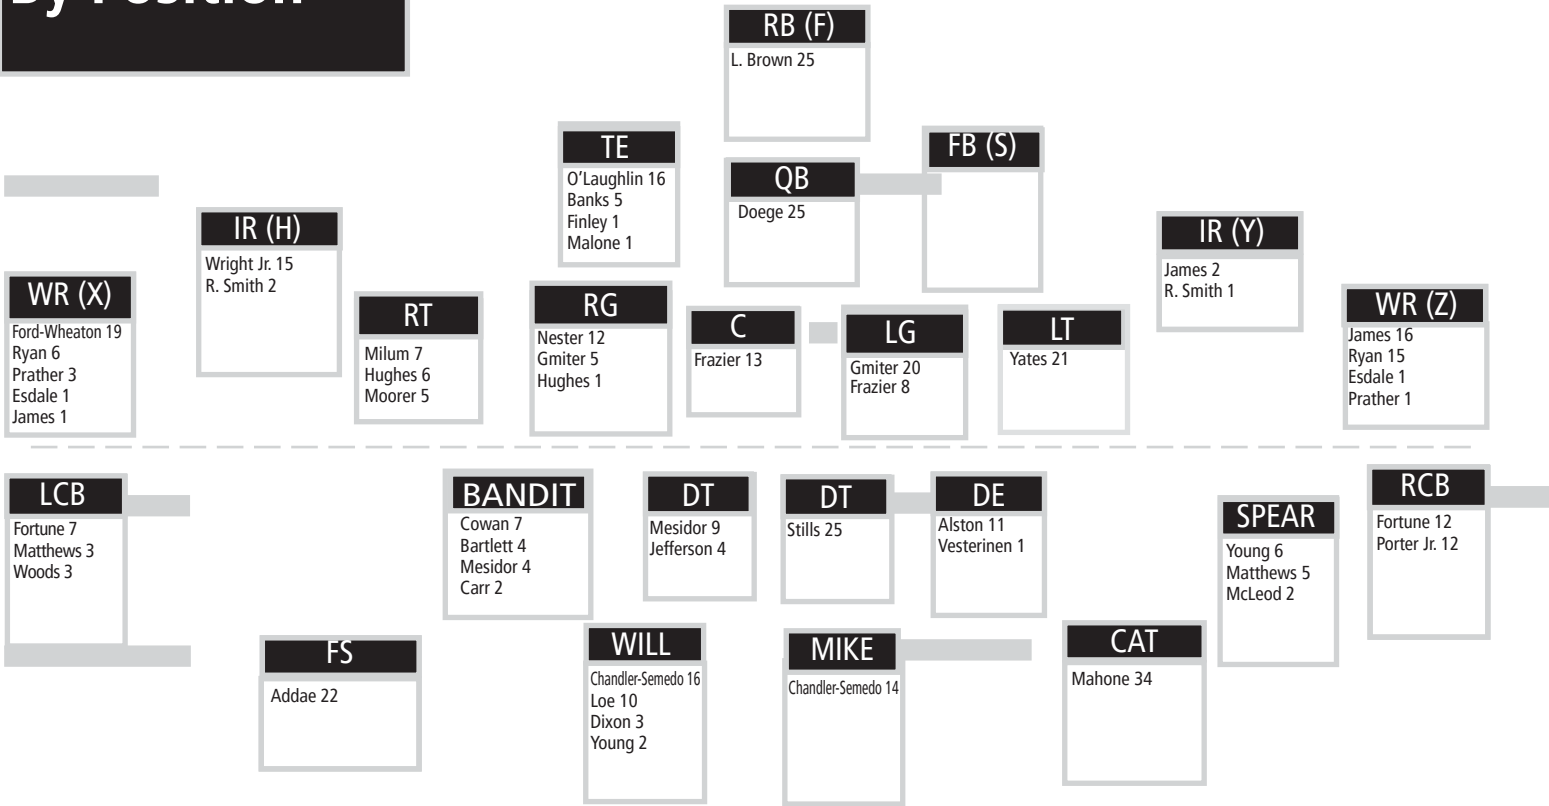 By Position
RB (F)
L. Brown 25
TE
O’Laughlin 16
Banks 5
Finley 1
Malone 1
QB
Doege 25
FB (S)
IR (H)
Wright Jr. 15
R. Smith 2
IR (Y)
James 2
R. Smith 1
WR (X)
Ford-Wheaton 19
Ryan 6
Prather 3
Esdale 1
James 1
RT
Milum 7
Hughes 6
Moorer 5
RG
Nester 12
Gmiter 5
Hughes 1
C
Frazier 13
LG
Gmiter 20
Frazier 8
LT
Yates 21
WR (Z)
James 16
Ryan 15
Esdale 1
Prather 1
LCB
Fortune 7
Matthews 3
Woods 3
BANDIT
Cowan 7
Bartlett 4
Mesidor 4
Carr 2
DT
Mesidor 9
Jefferson 4
DT
Stills 25
DE
Alston 11
Vesterinen 1
SPEAR
Young 6
Matthews 5
McLeod 2
RCB
Fortune 12
Porter Jr. 12
FS
Addae 22
WILL
Chandler-Semedo 16
Loe 10
Dixon 3
Young 2
MIKE
Chandler-Semedo 14
CAT
Mahone 34